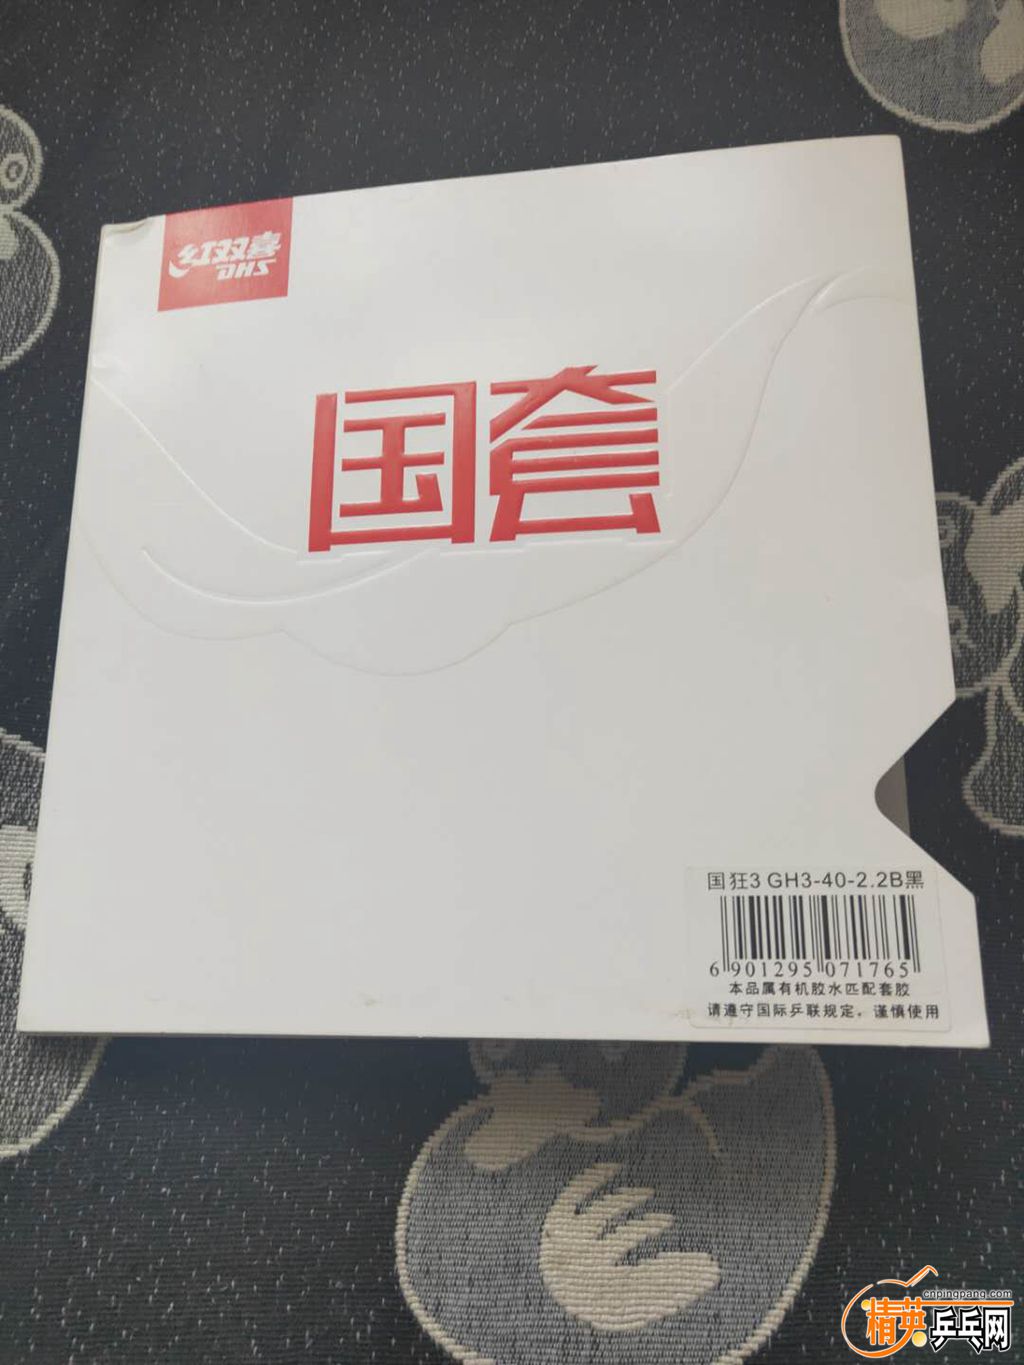 红双喜
DHS
国套
国狂3 GH3-40-2.2B黑
6 901295 071765
本品属有机胶水匹配套胶
请遵守国际乒联规定，谨慎使用
cnpingpang.com
精英乒乓网